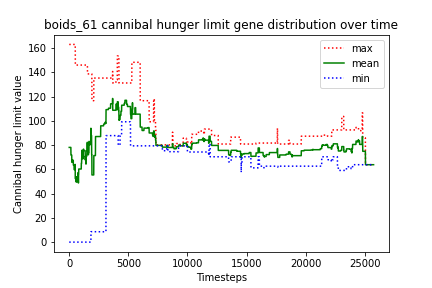 boids_61 cannibal hunger limit gene distribution over time
160
140
120
100
80
60
40
20
0
Cannibal hunger limit value
max
mean
min
0 5000 10000 15000 20000 25000
Timesteps